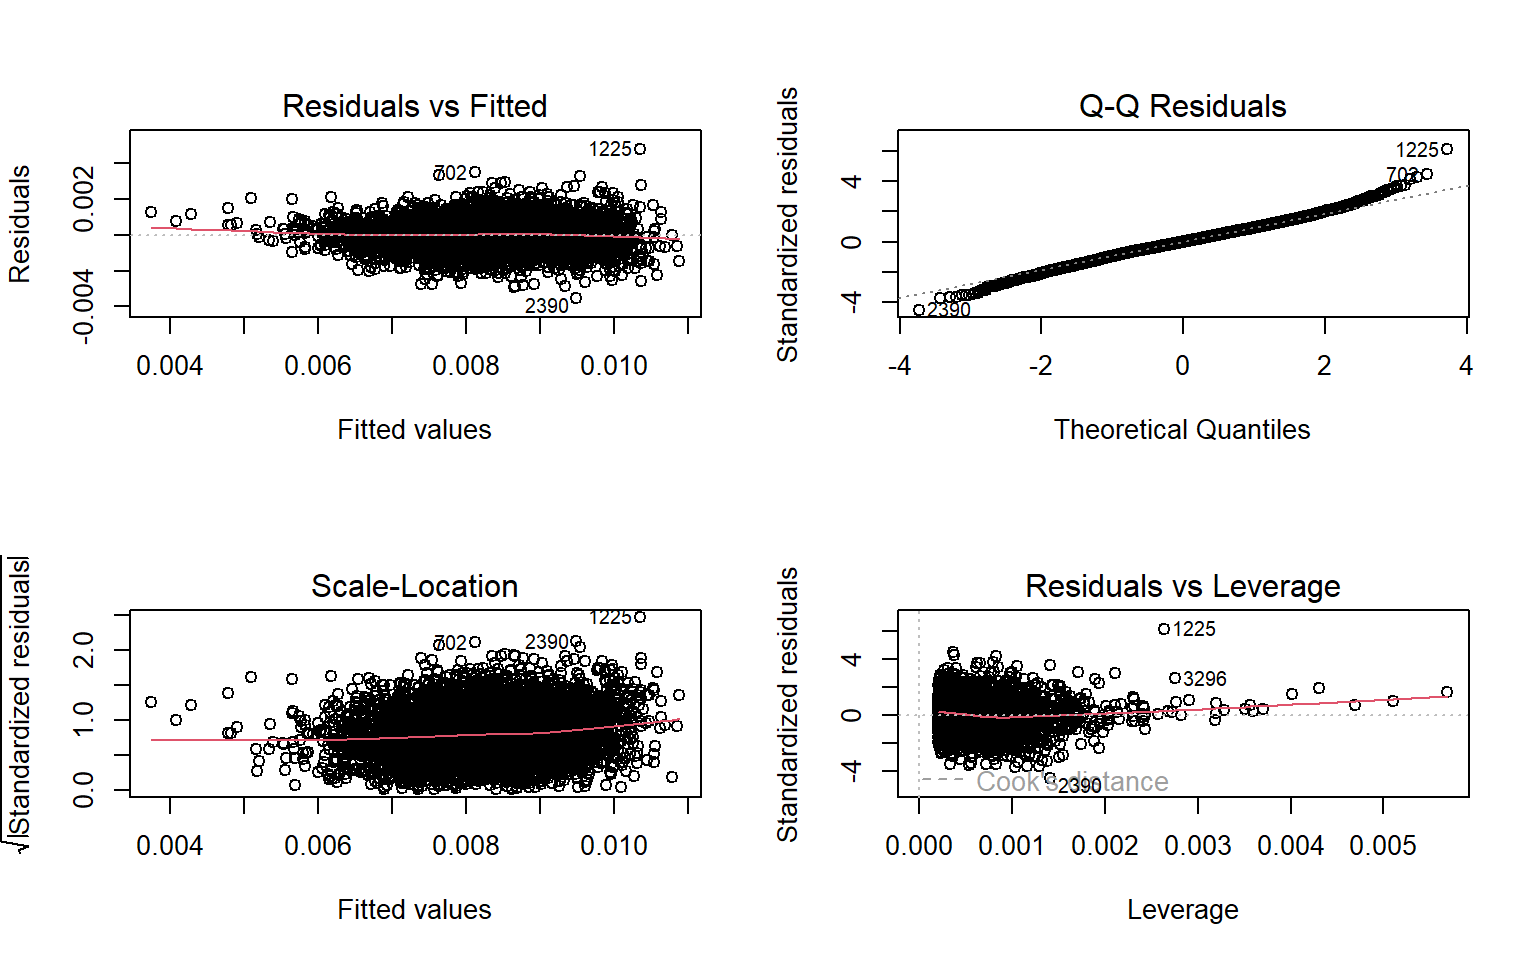 Residuals vs Fitted
Residuals
0.002
-0.004
1225
702
2390
0.004 0.006 0.008 0.010
Fitted values
Q-Q Residuals
Standardized residuals
4
0
-4
1225
702
2390
-4 -2 0 2 4
Theoretical Quantiles
Scale-Location
√|Standardized residuals|
2.0
1.0
0.0
1225
702
2390
0.004 0.006 0.008 0.010
Fitted values
Residuals vs Leverage
Standardized residuals
4
0
-4
1225
3296
Cook's distance
2390
0.000 0.001 0.002 0.003 0.004 0.005
Leverage